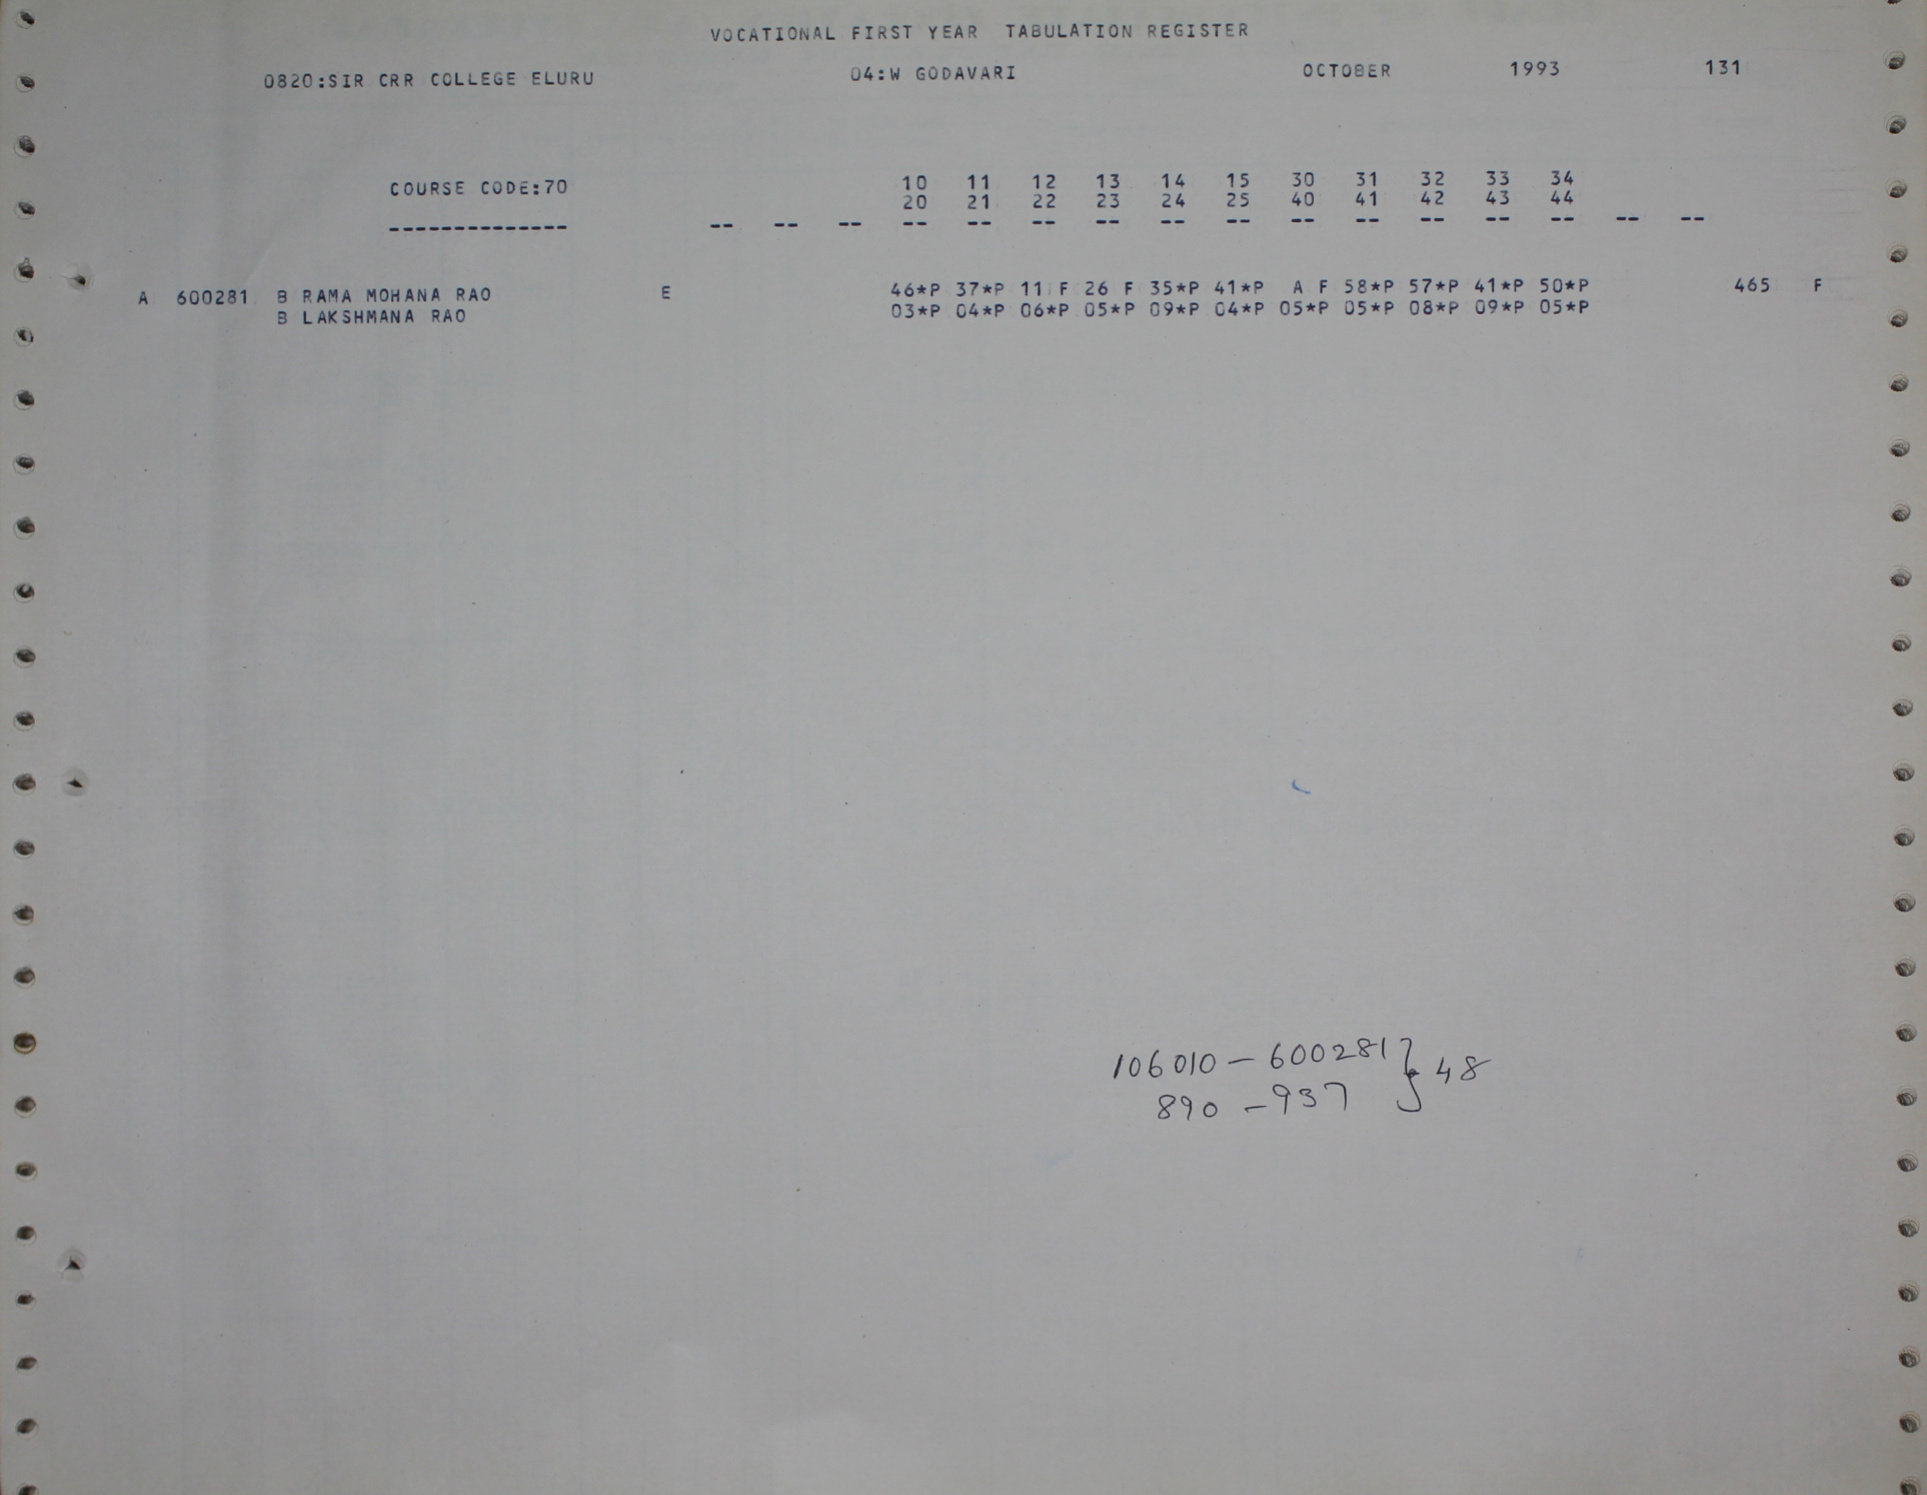 VOCATIONAL FIRST YEAR TABULATION REGISTER
0820:SIR CRR COLLEGE ELURU 04:W GODAVARI OCTOBER 1993 131
COURSE CODE:70 10 11 12 13 14 15 30 31 32 33 34
20 21 22 23 24 25 40 41 42 43 44
-------------- -- -- -- -- -- -- -- -- -- -- -- -- -- -- -- --
A 600281 B RAMA MOHANA RAO E 46*P 37*P 11 F 26 F 35*P 41*P A F 58*P 57*P 41*P 50*P 465 F
B LAKSHMANA RAO 03*P 04*P 06*P 05*P 09*P 04*P 05*P 05*P 08*P 09*P 05*P
106010 - 600281 } 48
890 - 937